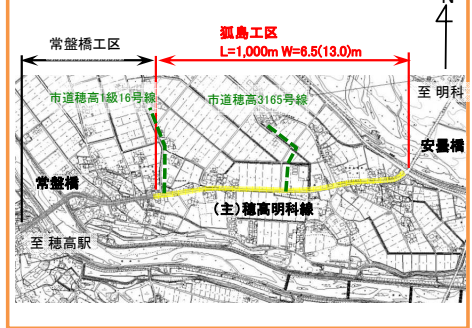 N
狐島工区
常盤橋工区
L=1,000m W=6.5(13.0)m
至 明科
市道穂高1級16号線
市道穂高3165号線
安曇橋
常盤橋
(主)穂高明科線
至 穂高駅